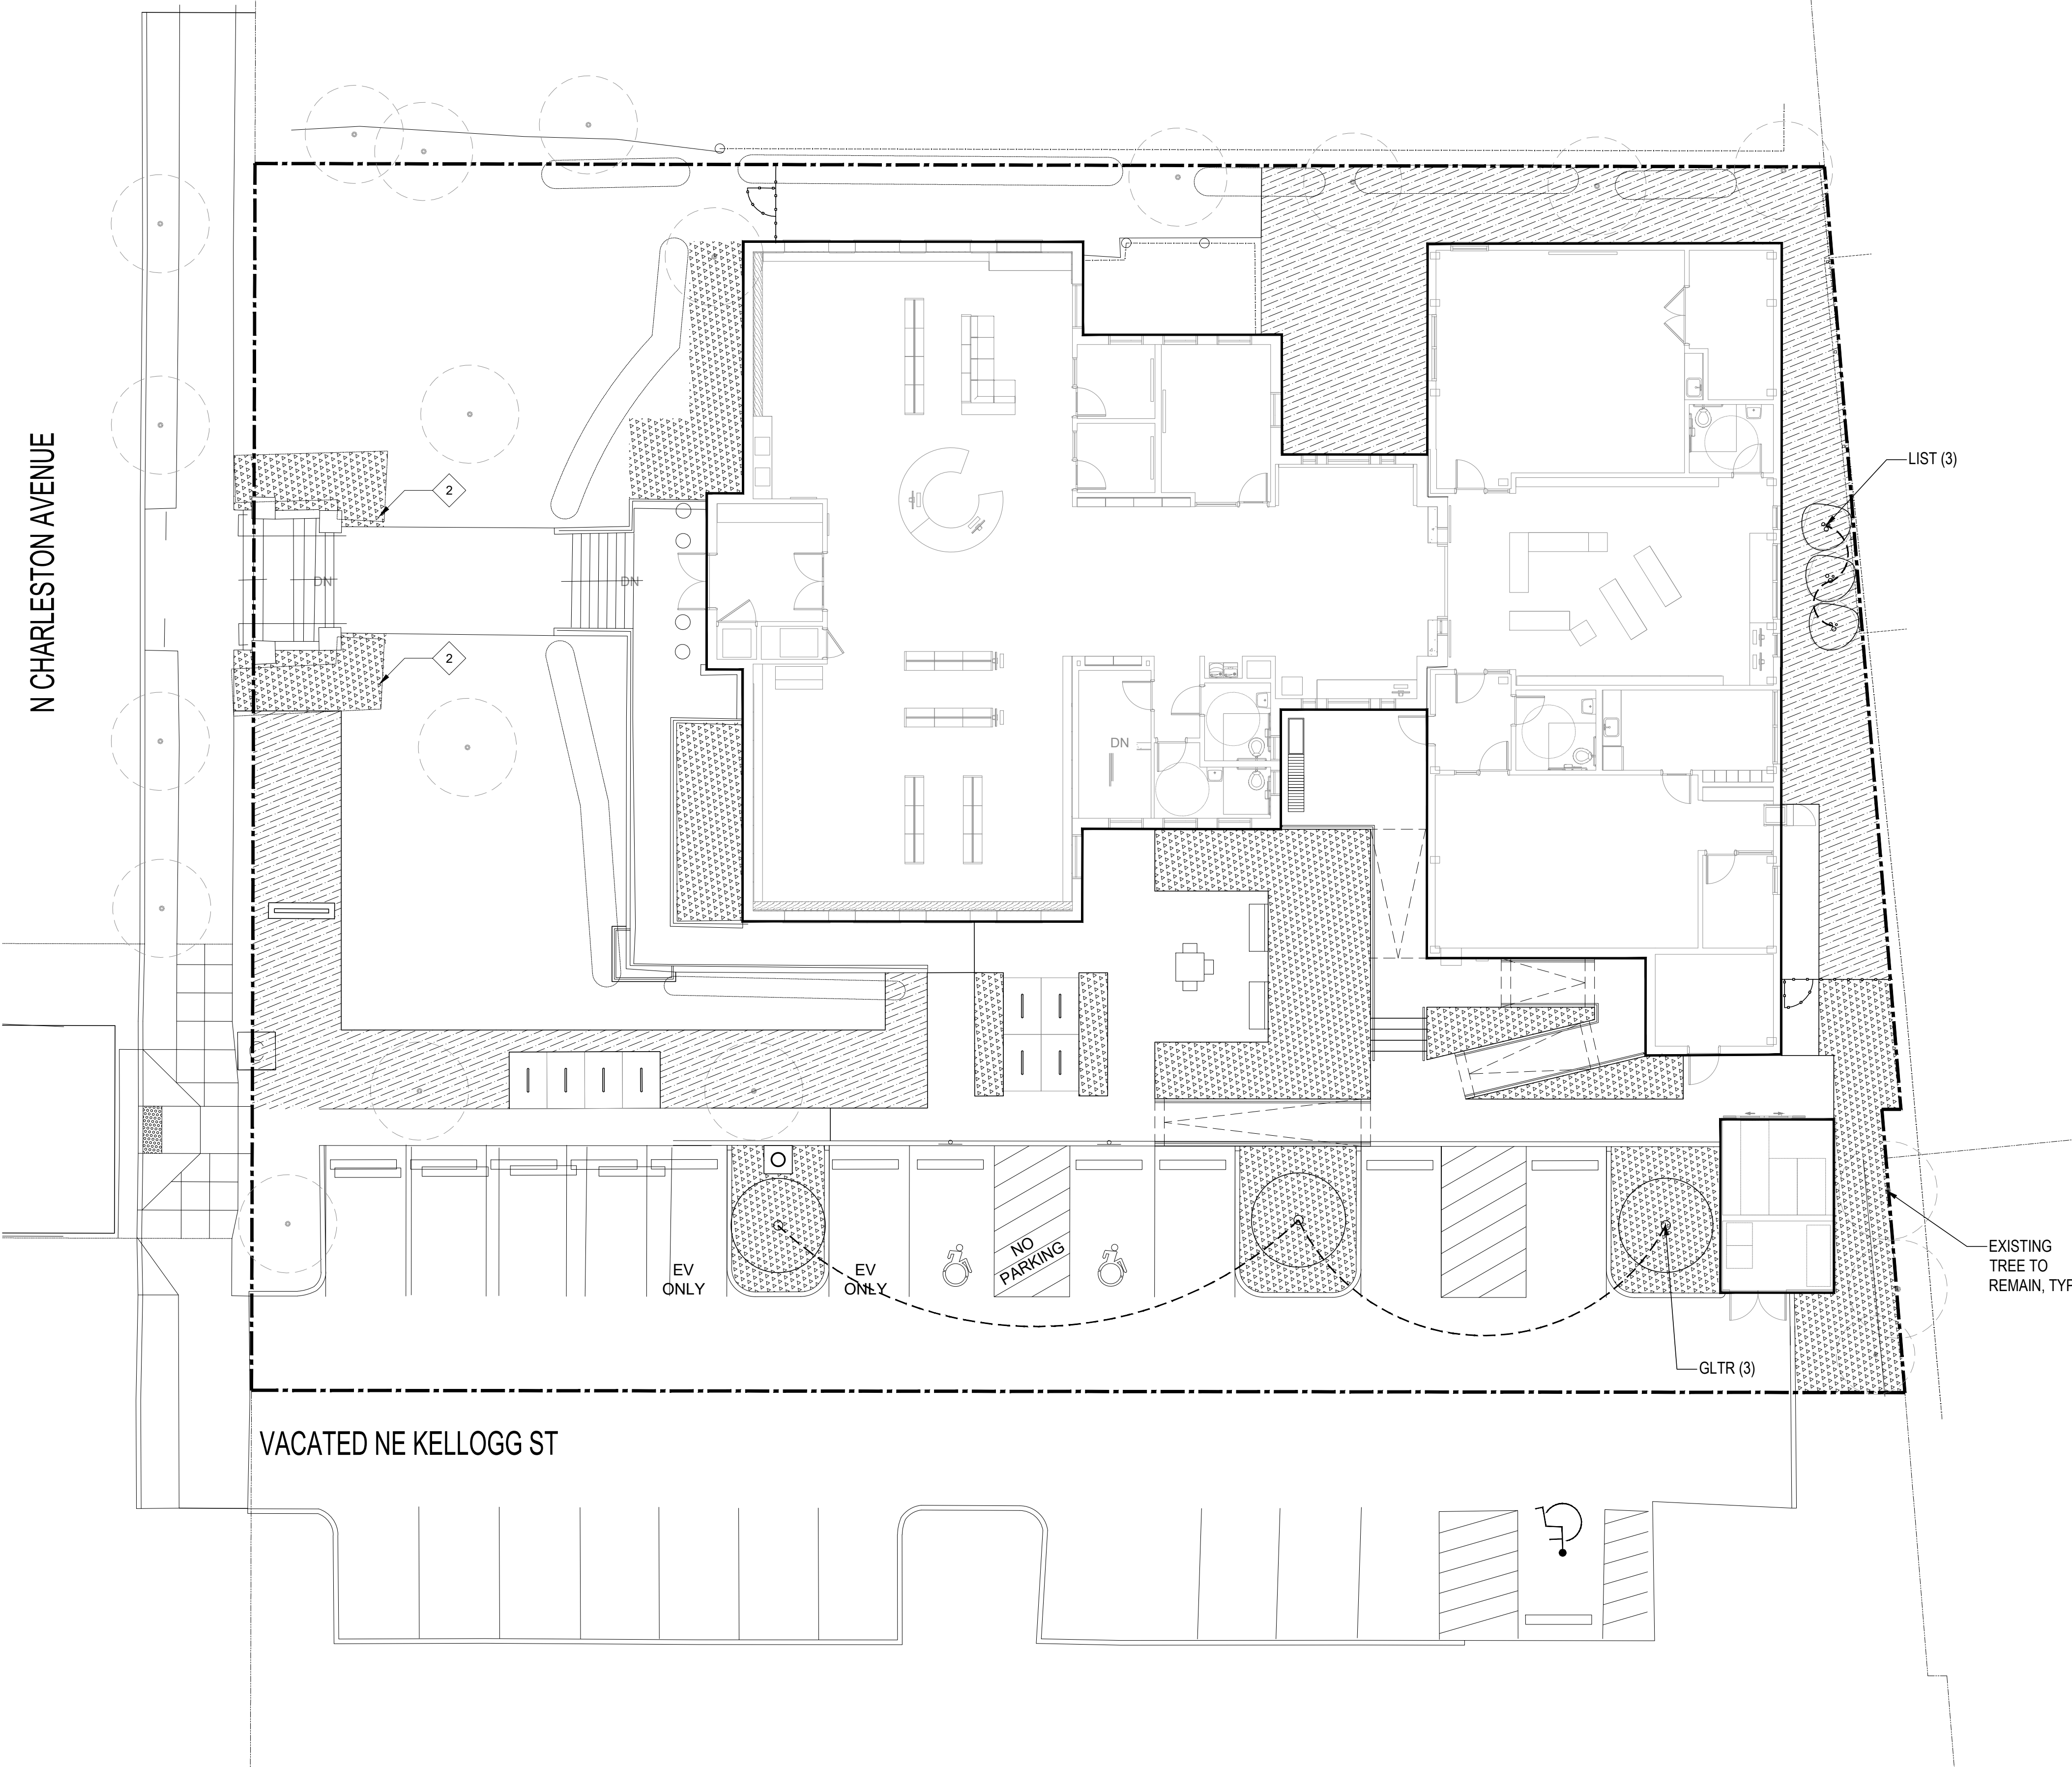 N CHARLESTON AVENUE
2
LIST (3)
DN
DN
2
DN
EV
ONLY
EV
ONLY
NO
PARKING
EXISTING
TREE TO
REMAIN, TYP
GLTR (3)
VACATED NE KELLOGG ST